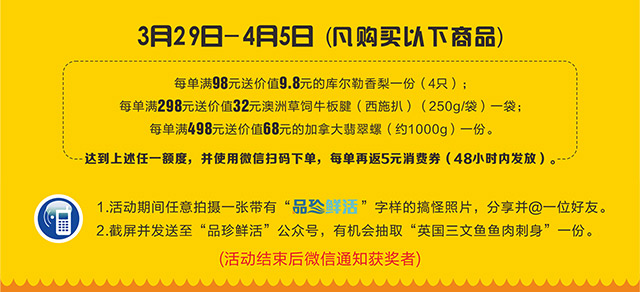 3月29日-4月5日 (凡购买以下商品)
每单满98元送价值9.8元的库尔勒香梨一份（4只）；
每单满298元送价值32元澳洲草饲牛板腱（西施扒）（250g/袋）一袋；
每单满498元送价值68元的加拿大翡翠螺（约1000g）一份。
达到上述任一额度，并使用微信扫码下单，每单再返5元消费券（48小时内发放）。
1.活动期间任意拍摄一张带有“品珍鲜活”字样的搞怪照片，分享并@一位好友。
2.截屏并发送至“品珍鲜活”公众号，有机会抽取“英国三文鱼鱼肉刺身”一份。
(活动结束后微信通知获奖者)